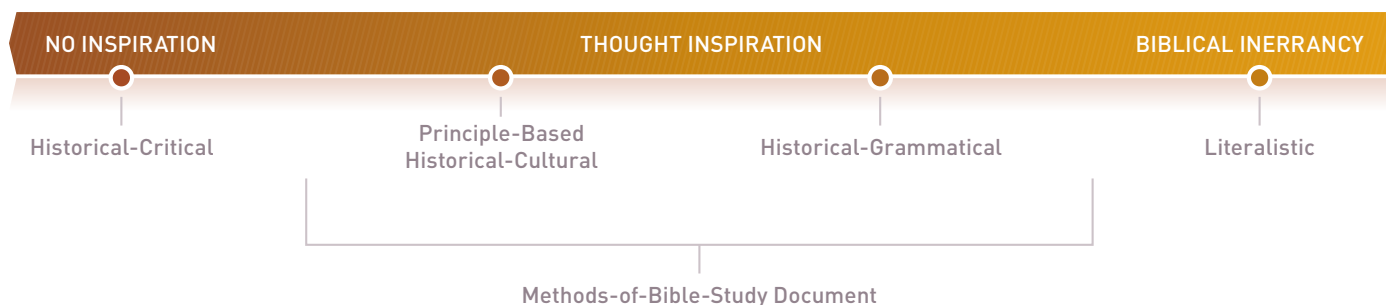 NO INSPIRATION
THOUGHT INSPIRATION
BIBLICAL INERRANCY
Historical-Critical
Principle-Based
Historical-Cultural
Historical-Grammatical
Literalistic
Methods-of-Bible-Study Document